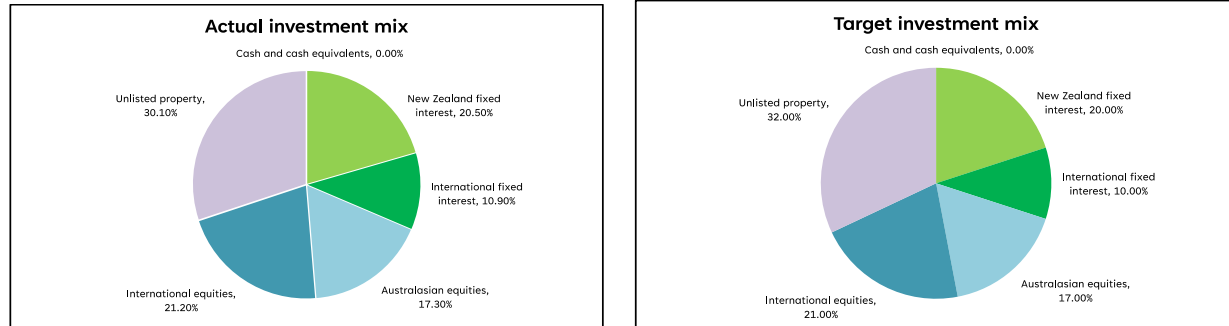 Actual investment mix
Cash and cash equivalents, 0.00%
Unlisted property,
30.10%
New Zealand fixed
interest, 20.50%
International fixed
interest, 10.90%
International equities,
21.20%
Australasian equities,
17.30%
Target investment mix
Cash and cash equivalents, 0.00%
Unlisted property,
32.00%
New Zealand fixed
interest, 20.00%
International fixed
interest, 10.00%
Australasian equities,
17.00%
International equities,
21.00%